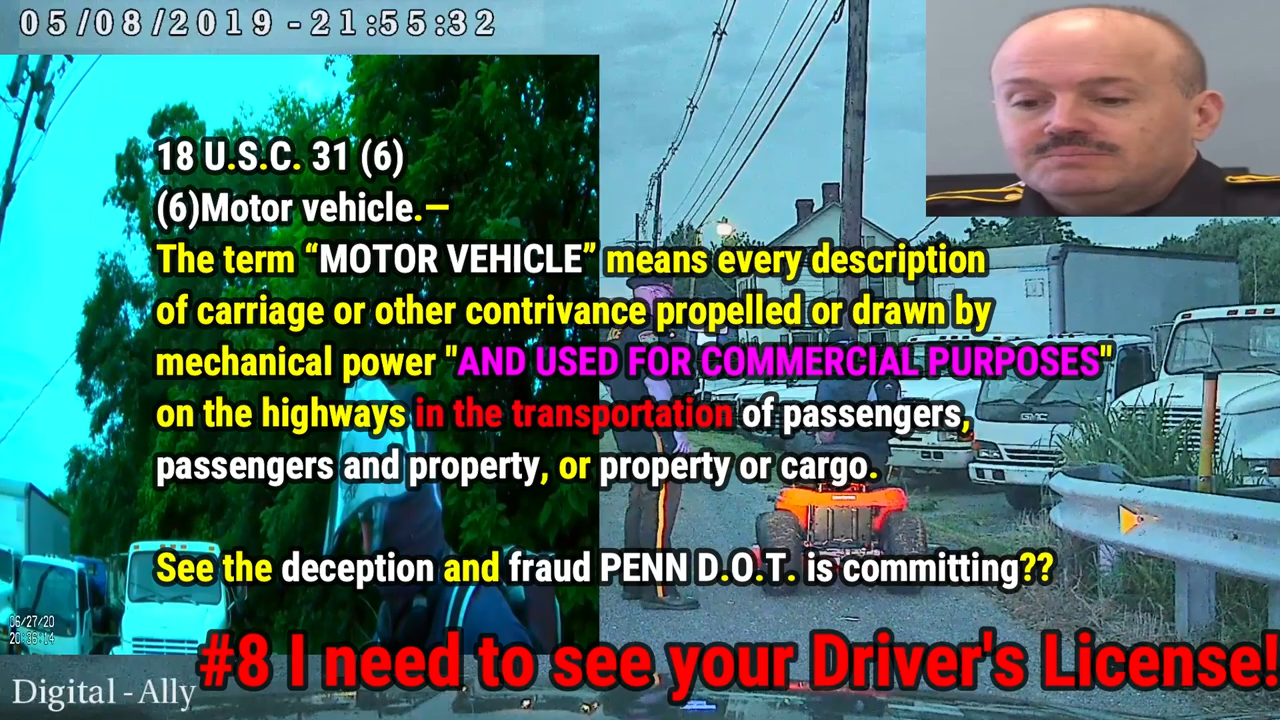 05/08/2019 - 21:55:32
18 U.S.C. 31 (6)
(6)Motor vehicle.—
The term “MOTOR VEHICLE” means every description
of carriage or other contrivance propelled or drawn by
mechanical power "AND USED FOR COMMERCIAL PURPOSES"
on the highways in the transportation of passengers,
passengers and property, or property or cargo.
See the deception and fraud PENN D.O.T. is committing??
06/27/20
#8 I need to see your Driver's License!
Digital-Ally
GMC